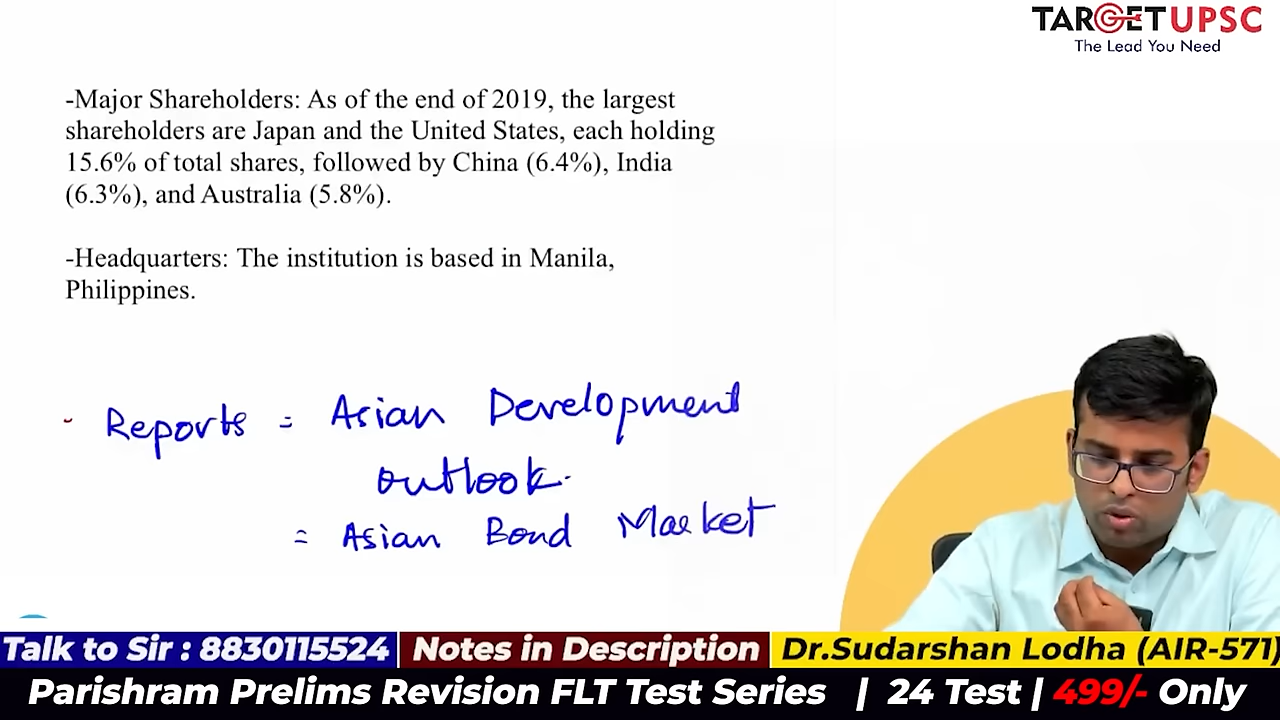 TARGETUPSC
The Lead You Need
-Major Shareholders: As of the end of 2019, the largest
shareholders are Japan and the United States, each holding
15.6% of total shares, followed by China (6.4%), India
(6.3%), and Australia (5.8%).
-Headquarters: The institution is based in Manila,
Philippines.
- Reports = Asian Development
outlook.
= Asian Bond Market
Talk to Sir : 8830115524 Notes in Description Dr.Sudarshan Lodha (AIR-571)
Parishram Prelims Revision FLT Test Series | 24 Test | 499/- Only